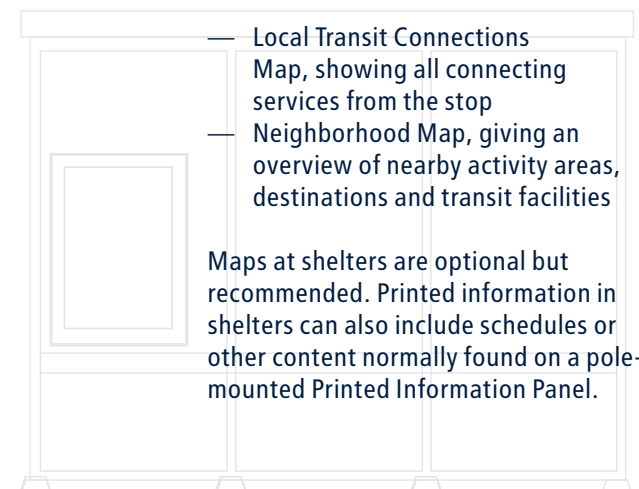 — Local Transit Connections
Map, showing all connecting
services from the stop
— Neighborhood Map, giving an
overview of nearby activity areas,
destinations and transit facilities
Maps at shelters are optional but
recommended. Printed information in
shelters can also include schedules or
other content normally found on a pole-
mounted Printed Information Panel.